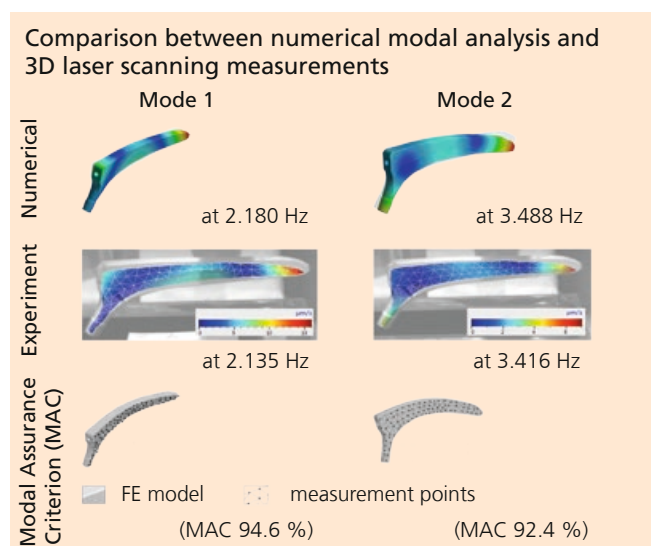 Comparison between numerical modal analysis and
3D laser scanning measurements
Mode 1
Mode 2
Numerical
at 2.180 Hz
at 3.488 Hz
Experiment
µm/s
µm/s
at 2.135 Hz
at 3.416 Hz
Modal Assurance
Criterion (MAC)
FE model
measurement points
(MAC 94.6 %)
(MAC 92.4 %)